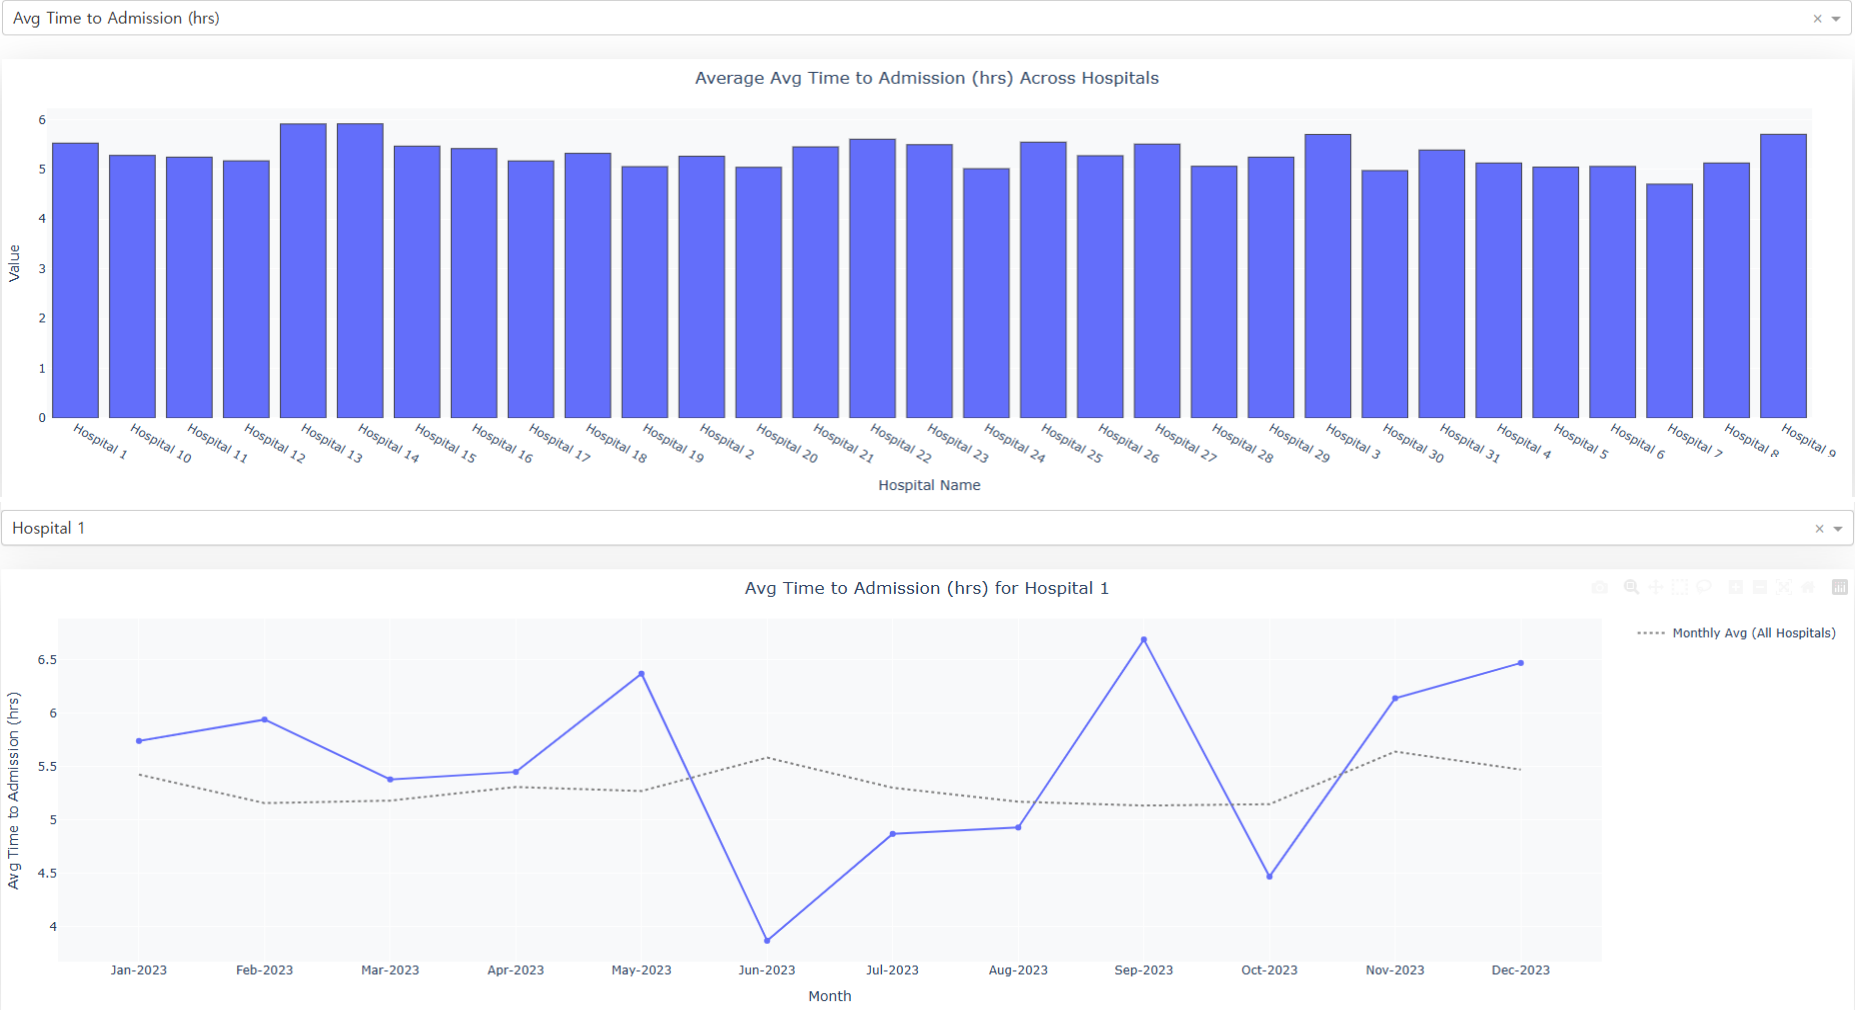 Avg Time to Admission (hrs)
× 
Average Avg Time to Admission (hrs) Across Hospitals
Value
6
5
4
3
2
1
0
Hospital 1
Hospital 10
Hospital 11
Hospital 12
Hospital 13
Hospital 14
Hospital 15
Hospital 16
Hospital 17
Hospital 18
Hospital 19
Hospital 2
Hospital 20
Hospital 21
Hospital 22
Hospital 23
Hospital 24
Hospital 25
Hospital 26
Hospital 27
Hospital 28
Hospital 29
Hospital 3
Hospital 30
Hospital 31
Hospital 4
Hospital 5
Hospital 6
Hospital 7
Hospital 8
Hospital 9
Hospital Name
Hospital 1
×
Avg Time to Admission (hrs) for Hospital 1
Monthly Avg (All Hospitals)
Avg Time to Admission (hrs)
6.5
6
5.5
5
4.5
4
Jan-2023
Feb-2023
Mar-2023
Apr-2023
May-2023
Jun-2023
Jul-2023
Aug-2023
Sep-2023
Oct-2023
Nov-2023
Dec-2023
Month